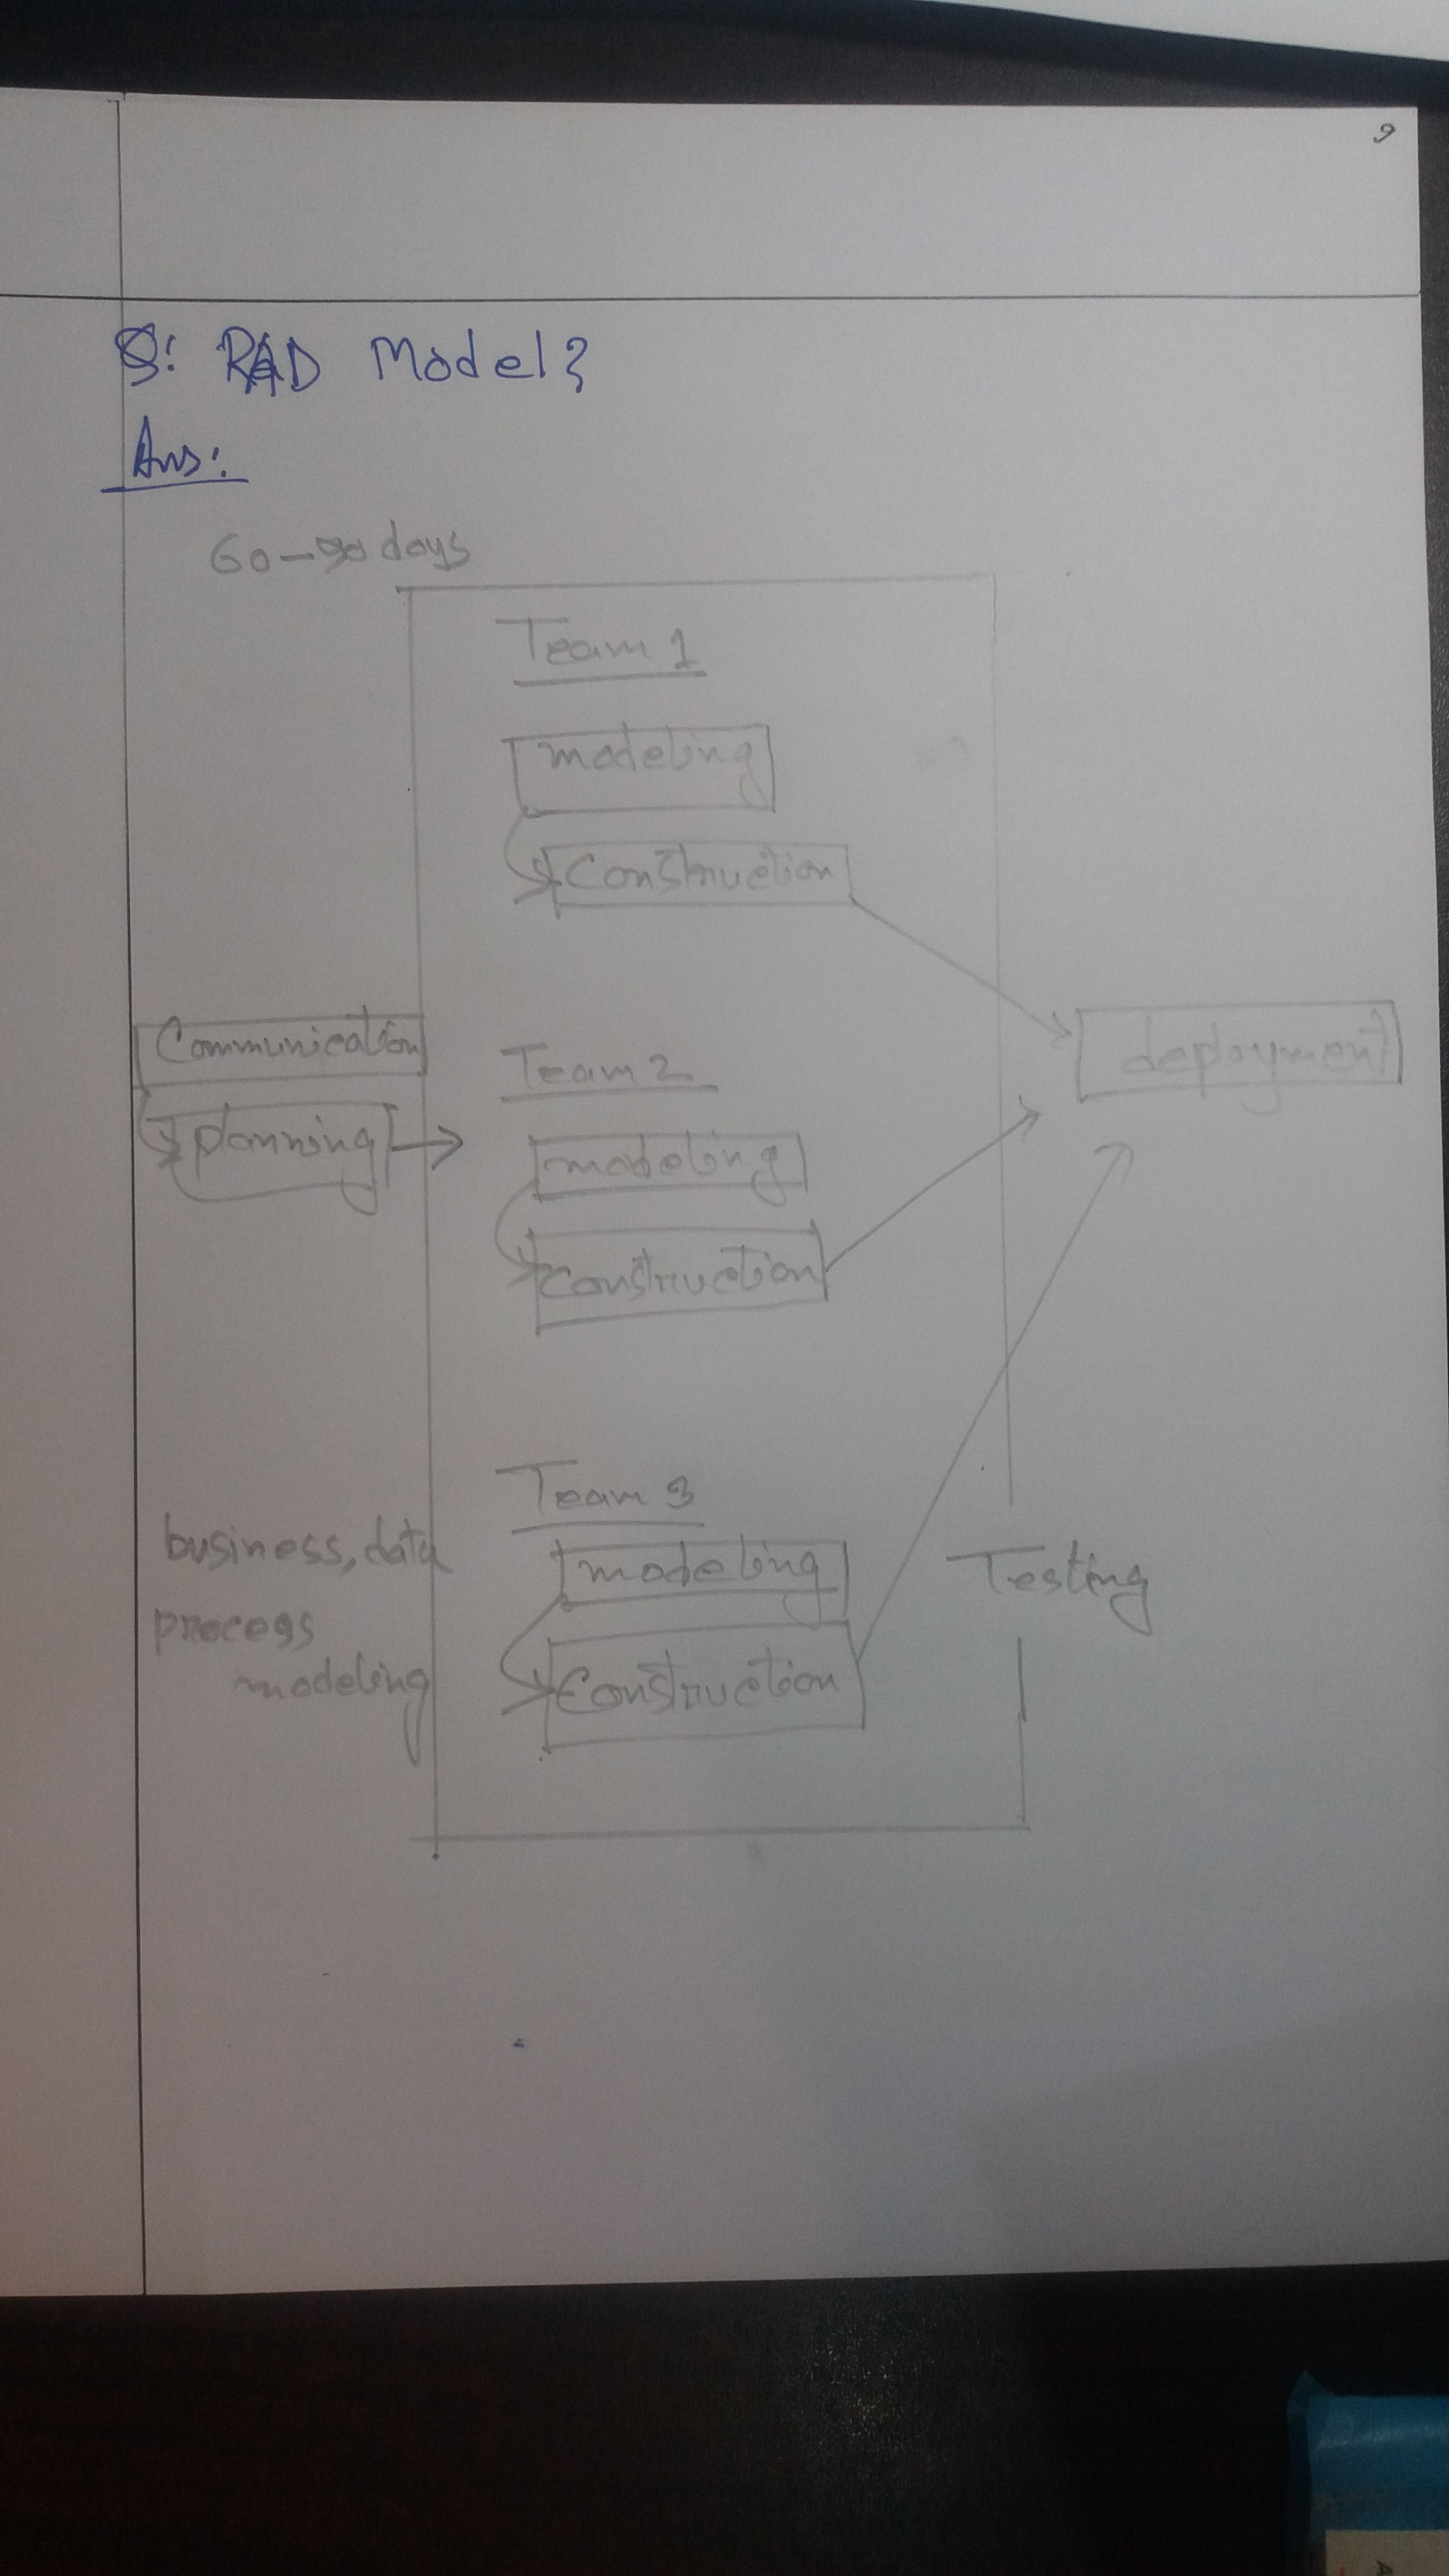 9
Q: RAD Model?
Ans:
60-90 days
Team 1
modeling
Construction
Communication
planning
Team 2
modeling
construction
deployment
Team 3
modeling
Construction
business, data
process
modeling
Testing